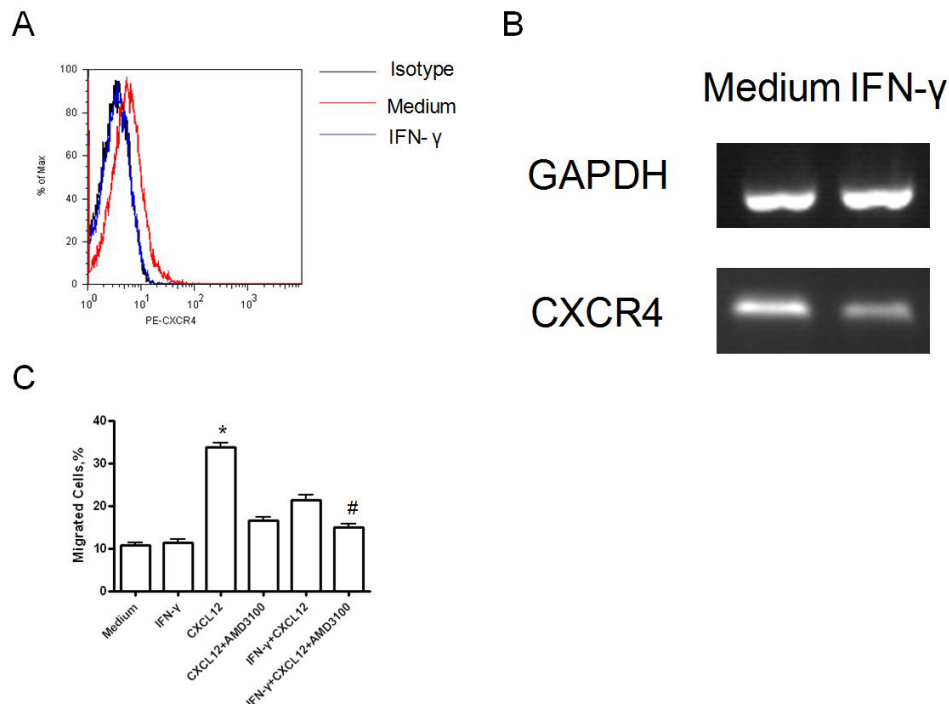 A
B
100
80
60
40
20
0
% of Max
10^0
10^1
10^2
10^3
PE-CXCR4
Isotype
Medium
IFN- γ
Medium IFN-γ
GAPDH
CXCR4
C
40
30
20
10
0
Migrated Cells,%
*
#
Medium
IFN-γ
CXCL12
CXCL12+AMD3100
IFN-γ+CXCL12
IFN-γ+CXCL12+AMD3100